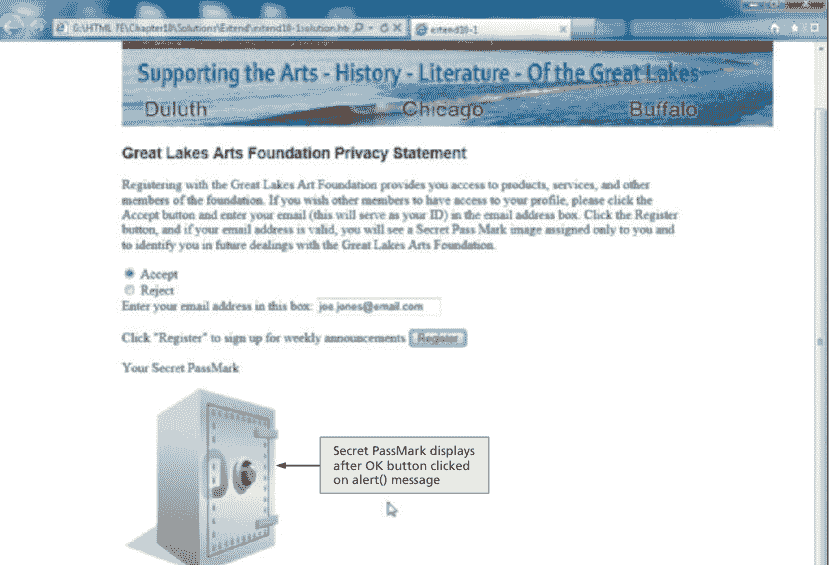 G:\HTML 7E\Chapter10\Solutions\Extend\extend10-1solution.ht
extend10-1
Supporting the Arts - History - Literature - Of the Great Lakes
Duluth Chicago Buffalo
Great Lakes Arts Foundation Privacy Statement
Registering with the Great Lakes Art Foundation provides you access to products, services, and other
members of the foundation. If you wish other members to have access to your profile, please click the
Accept button and enter your email (this will serve as your ID) in the email address box. Click the Register
button, and if your email address is valid, you will see a Secret Pass Mark image assigned only to you and
to identify you in future dealings with the Great Lakes Arts Foundation.
Accept
Reject
Enter your email address in this box: joe.jones@email.com
Click "Register" to sign up for weekly announcements Register
Your Secret PassMark
Secret PassMark displays
after OK button clicked
on alert() message